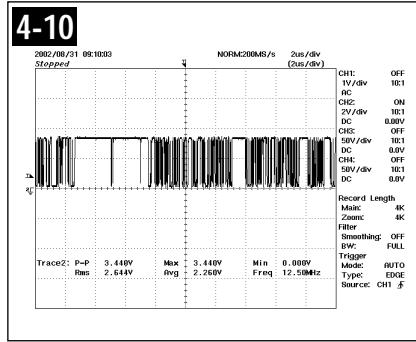 4-10
2002/08/31 09:10:03 NORM:200MS/s 2us/div
Stopped (2us/div)
CH1: OFF
1V/div 10:1
AC
CH2: ON
2V/div 10:1
DC 0.00V
CH3: OFF
50V/div 10:1
DC 0.0V
CH4: OFF
50V/div 10:1
DC 0.0V
Record Length
Main: 4K
Zoom: 4K
Filter
Smoothing: OFF
BW: FULL
Trigger
Mode: AUTO
Type: EDGE
Source: CH1
Trace2: P-P 3.440V Max 3.440V Min 0.000V
Rms 2.644V Avg 2.260V Freq 12.50MHz